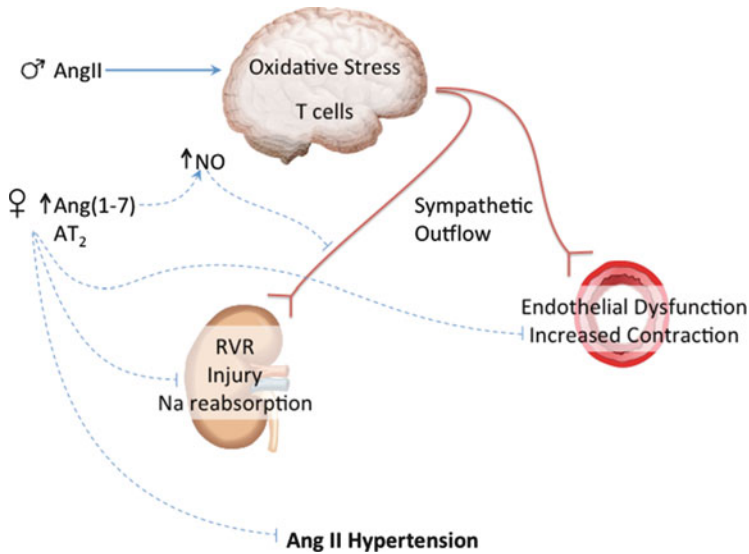 ♂ AngII
Oxidative Stress
T cells
↑NO
♀ ↑Ang(1-7)
AT₂
Sympathetic
Outflow
Endothelial Dysfunction
Increased Contraction
RVR
Injury
Na reabsorption
Ang II Hypertension